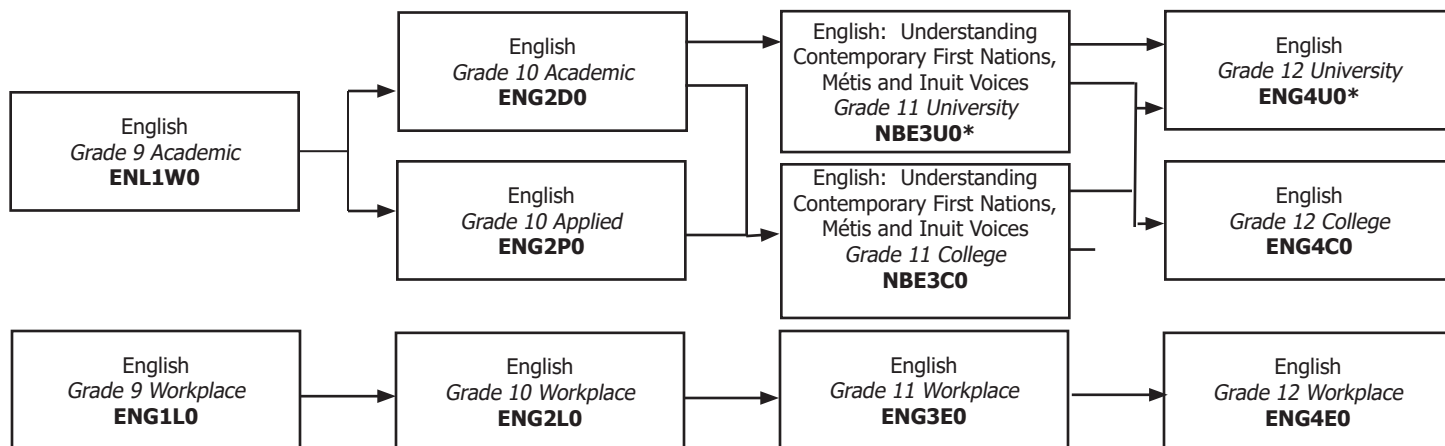 English
Grade 9 Academic
ENL1W0
English
Grade 10 Academic
ENG2D0
English
Grade 10 Applied
ENG2P0
English: Understanding
Contemporary First Nations,
Métis and Inuit Voices
Grade 11 University
NBE3U0*
English: Understanding
Contemporary First Nations,
Métis and Inuit Voices
Grade 11 College
NBE3C0
English
Grade 12 University
ENG4U0*
English
Grade 12 College
ENG4C0
English
Grade 9 Workplace
ENG1L0
English
Grade 10 Workplace
ENG2L0
English
Grade 11 Workplace
ENG3E0
English
Grade 12 Workplace
ENG4E0